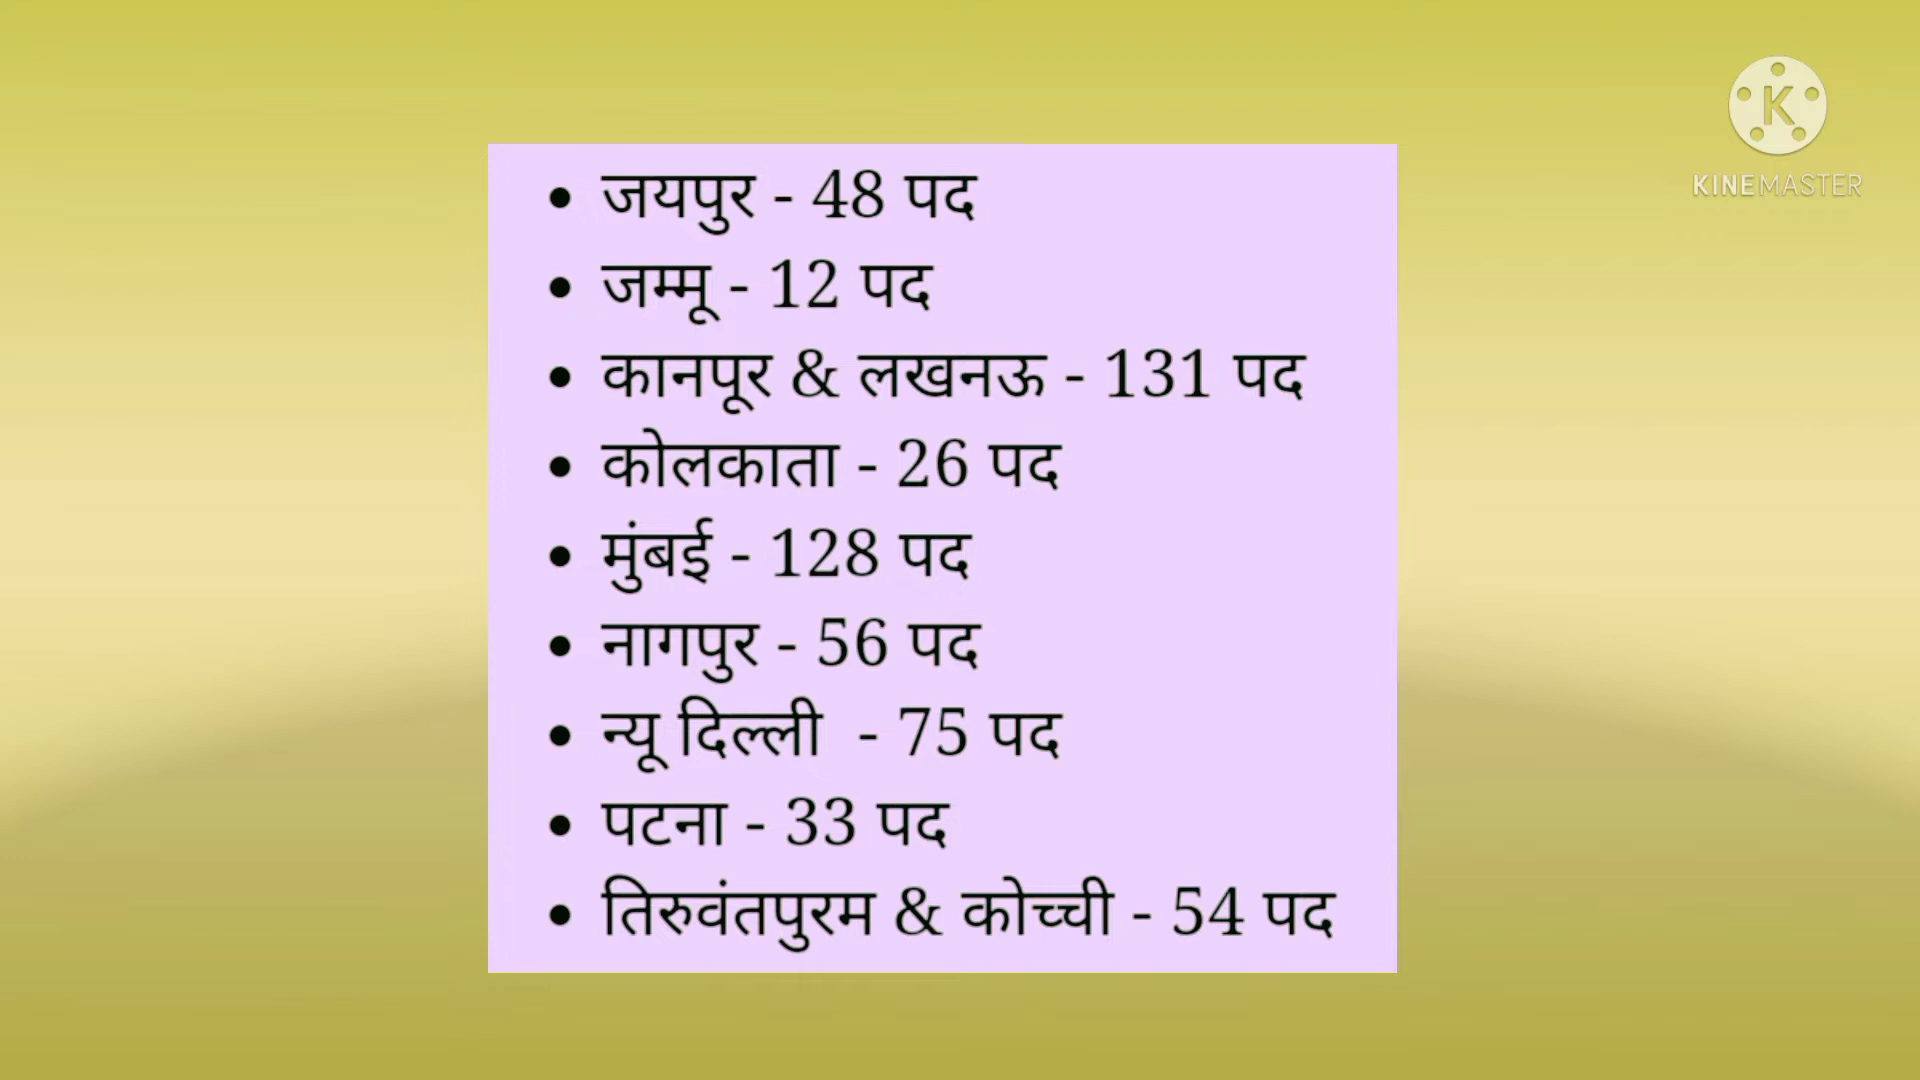 KINEMASTER
• जयपुर - 48 पद
• जम्मू - 12 पद
• कानपूर & लखनऊ - 131 पद
• कोलकाता - 26 पद
• मुंबई - 128 पद
• नागपुर - 56 पद
• न्यू दिल्ली - 75 पद
• पटना - 33 पद
• तिरुवंतपुरम & कोच्ची - 54 पद